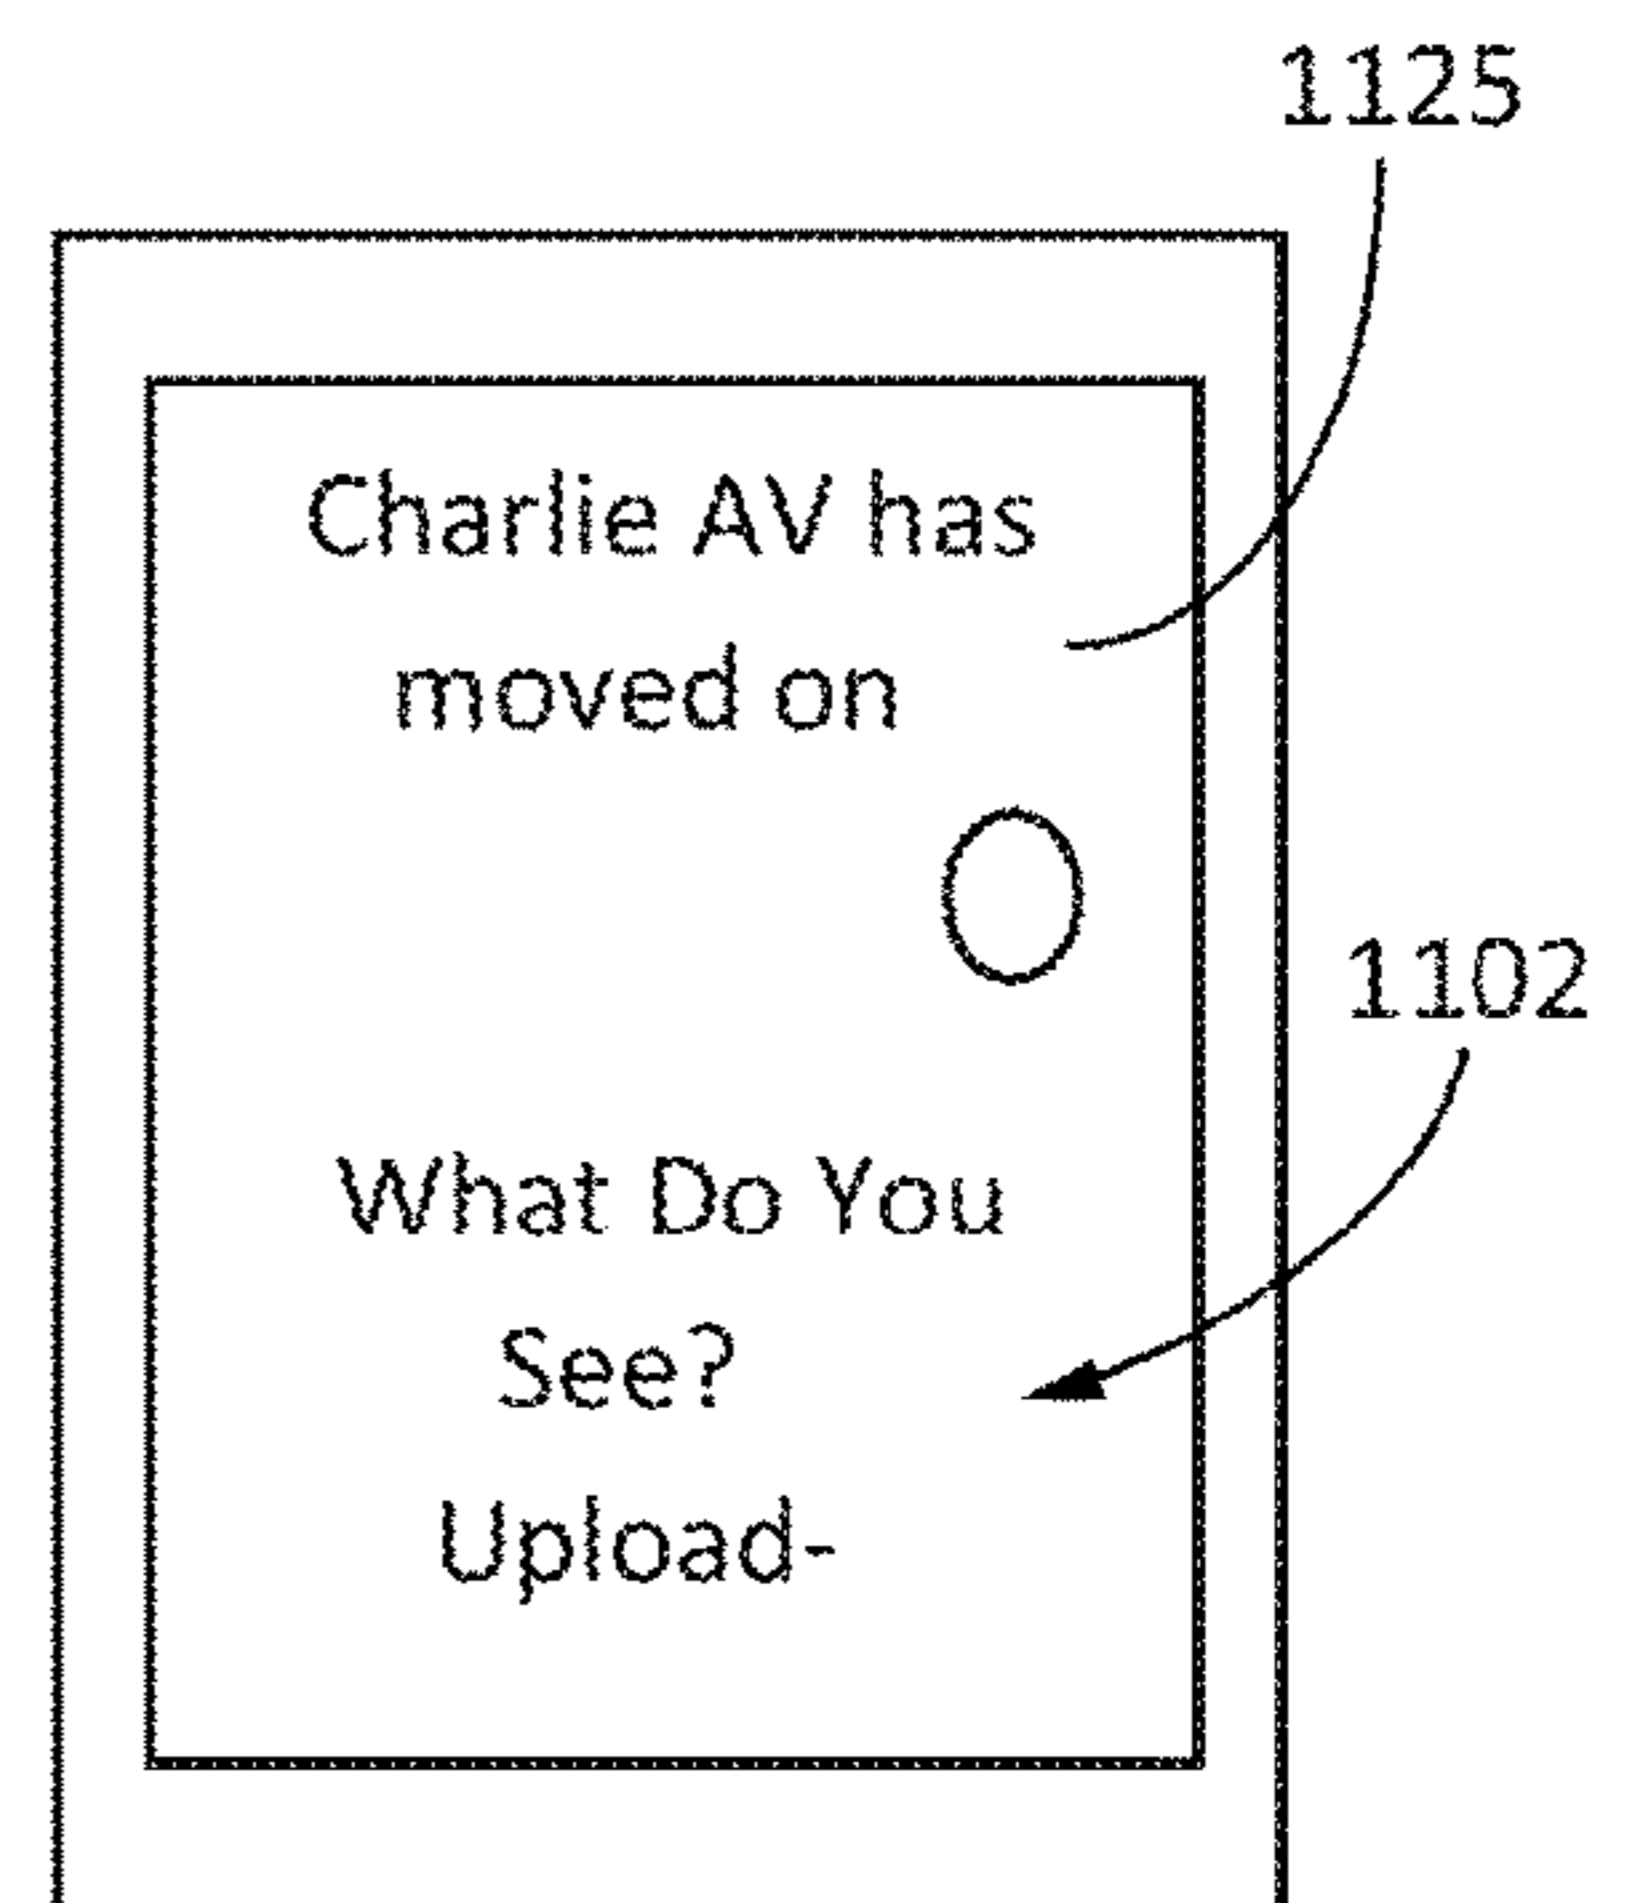 1125
Charlie AV has
moved on
1102
What Do You
See?
Upload-